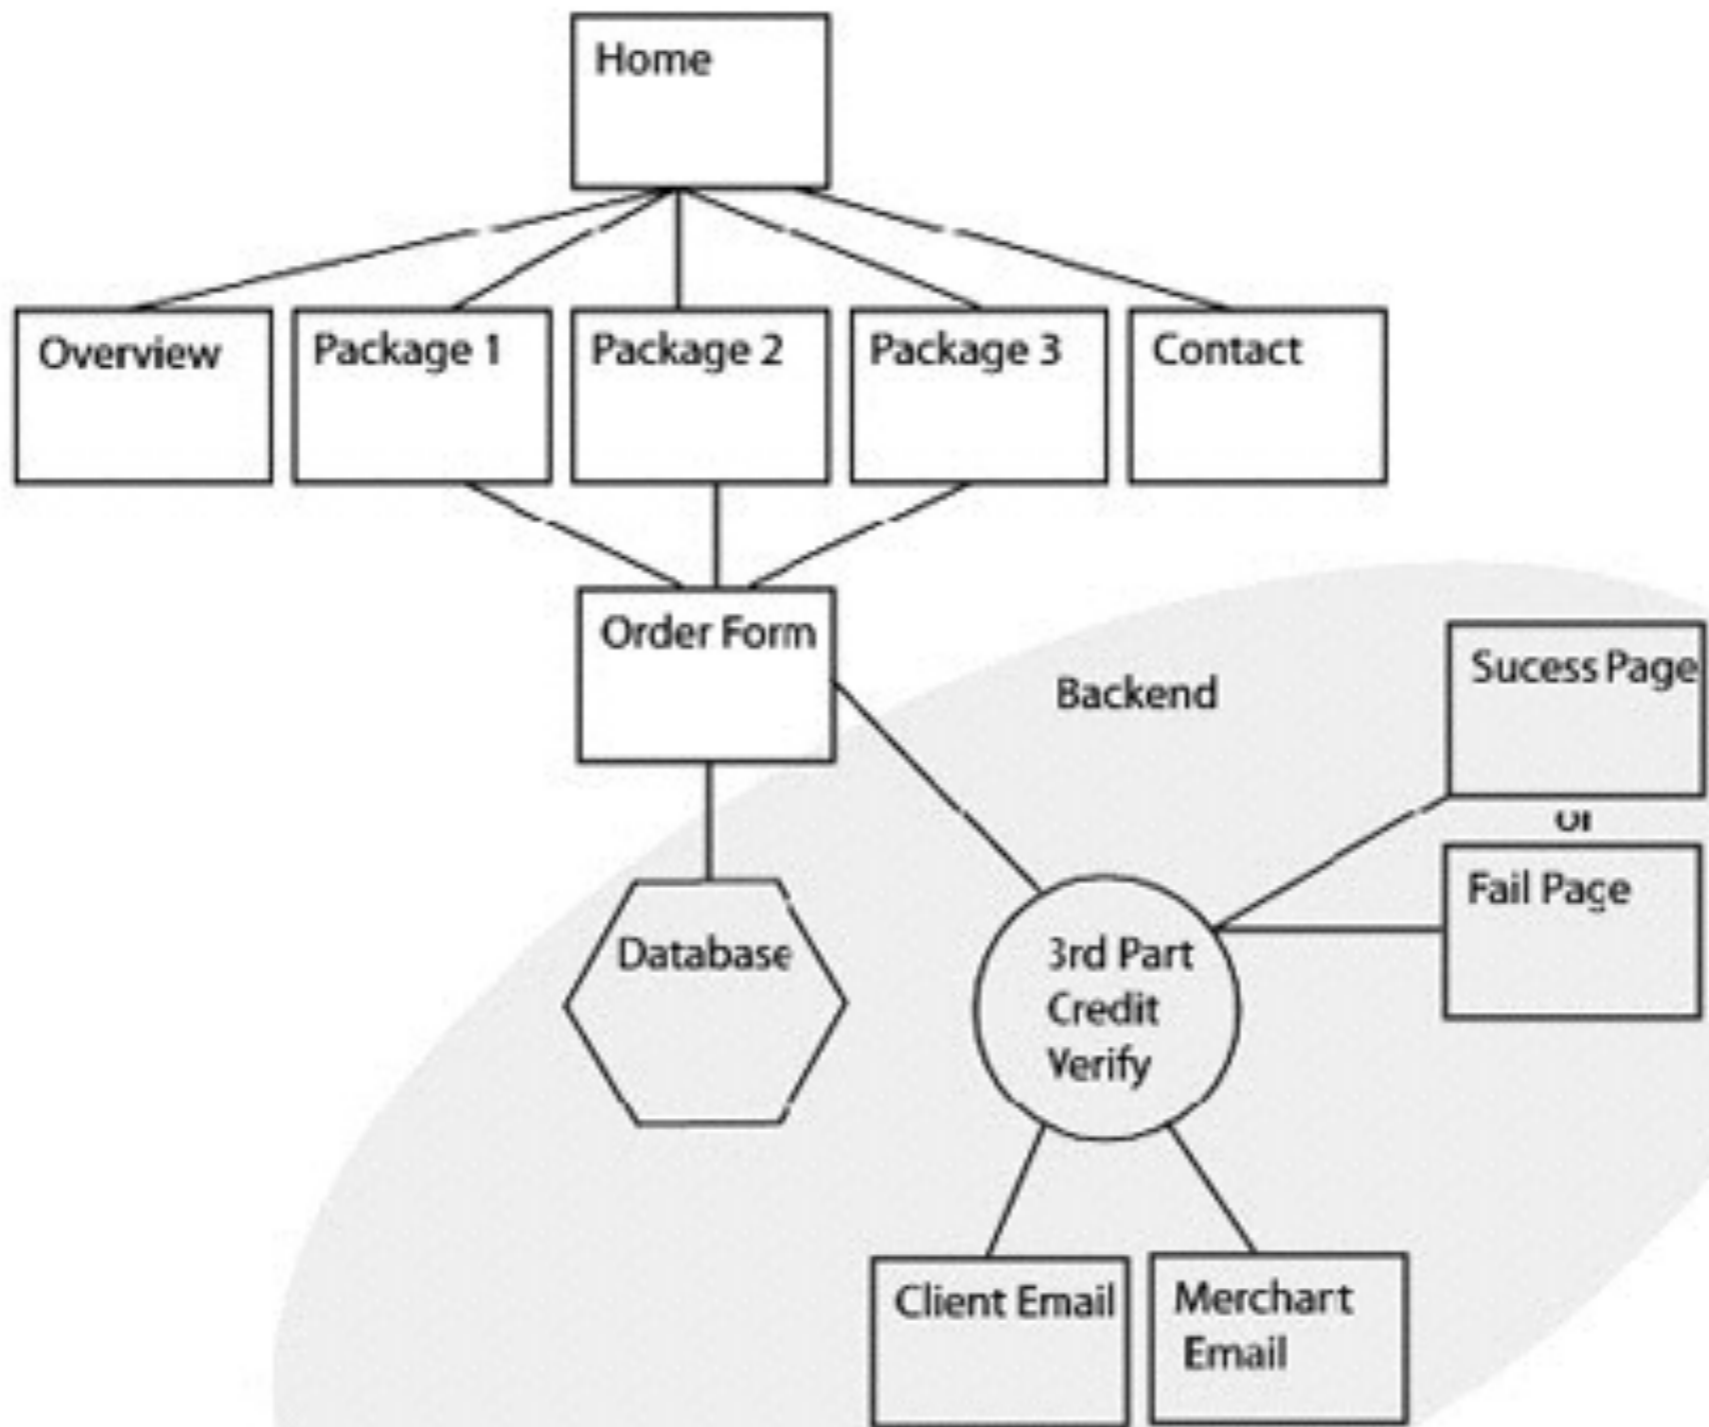 Home
Overview
Package 1
Package 2
Package 3
Contact
Order Form
Backend
Sucess Page
or
Fail Page
Database
3rd Part
Credit
Verify
Client Email
Merchart
Email